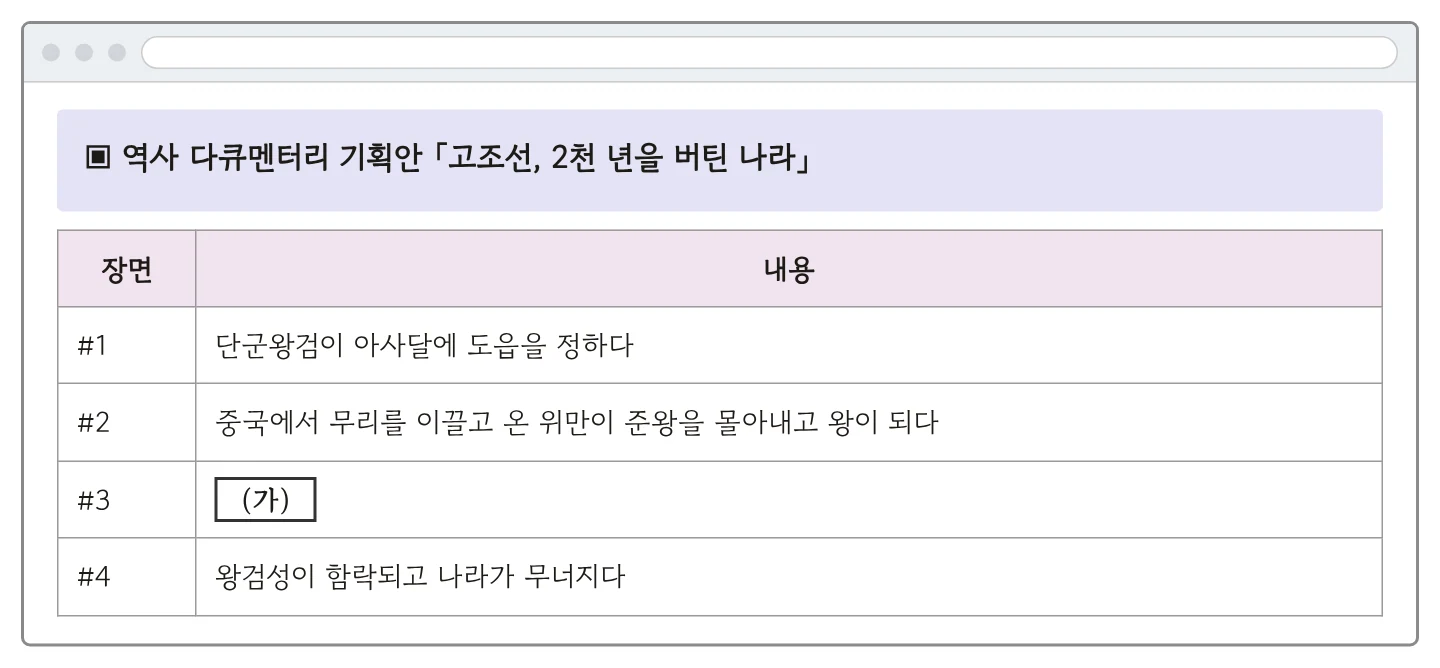 ▣ 역사 다큐멘터리 기획안 「고조선, 2천 년을 버틴 나라」
장면 내용
#1 단군왕검이 아사달에 도읍을 정하다
#2 중국에서 무리를 이끌고 온 위만이 준왕을 몰아내고 왕이 되다
#3 (가)
#4 왕검성이 함락되고 나라가 무너지다